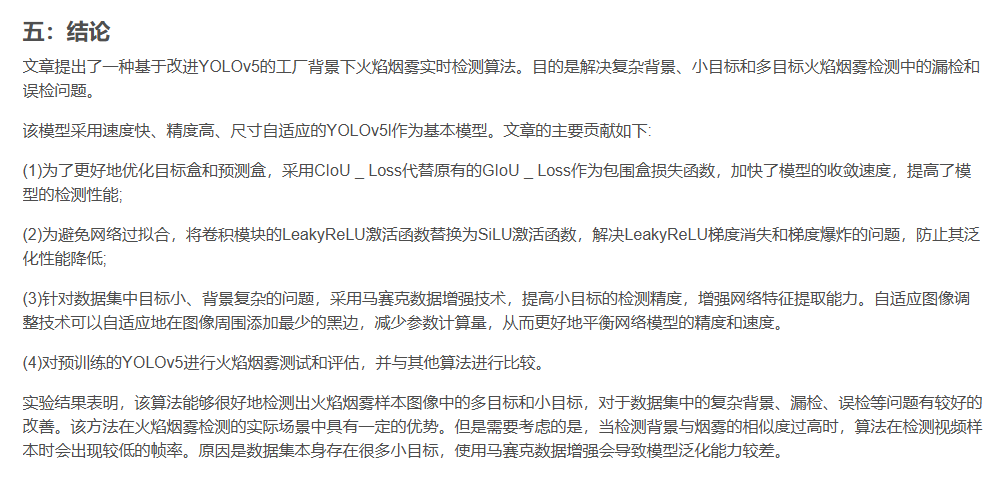 五：结论
文章提出了一种基于改进YOLOv5的工厂背景下火焰烟雾实时检测算法。目的是解决复杂背景、小目标和多目标火焰烟雾检测中的漏检和
误检问题。
该模型采用速度快、精度高、尺寸自适应的YOLOv5l作为基本模型。文章的主要贡献如下:
(1)为了更好地优化目标盒和预测盒，采用CIoU _ Loss代替原有的GIoU _ Loss作为包围盒损失函数，加快了模型的收敛速度，提高了模
型的检测性能;
(2)为避免网络过拟合，将卷积模块的LeakyReLU激活函数替换为SiLU激活函数，解决LeakyReLU梯度消失和梯度爆炸的问题，防止其泛
化性能降低;
(3)针对数据集中目标小、背景复杂的问题，采用马赛克数据增强技术，提高小目标的检测精度，增强网络特征提取能力。自适应图像调
整技术可以自适应地在图像周围添加最少的黑边，减少参数计算量，从而更好地平衡网络模型的精度和速度。
(4)对预训练的YOLOv5进行火焰烟雾测试和评估，并与其他算法进行比较。
实验结果表明，该算法能够很好地检测出火焰烟雾样本图像中的多目标和小目标，对于数据集中的复杂背景、漏检、误检等问题有较好的
改善。该方法在火焰烟雾检测的实际场景中具有一定的优势。但是需要考虑的是，当检测背景与烟雾的相似度过高时，算法在检测视频样
本时会出现较低的帧率。原因是数据集本身存在很多小目标，使用马赛克数据增强会导致模型泛化能力较差。